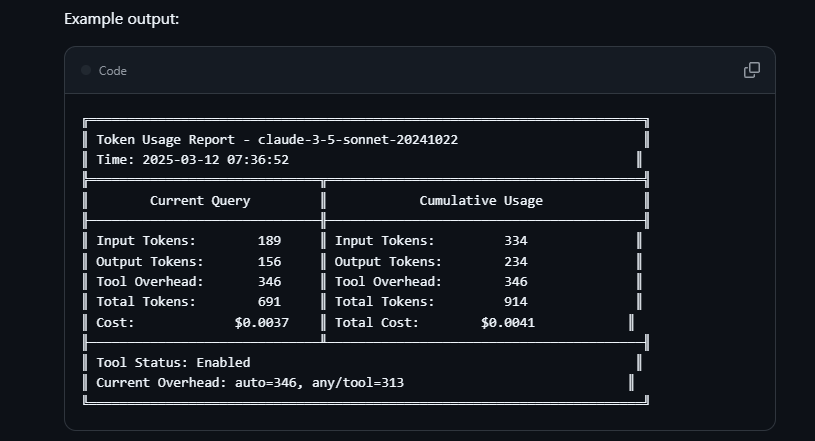 Example output:
Code
Token Usage Report - claude-3-5-sonnet-20241022
Time: 2025-03-12 07:36:52
Current Query Cumulative Usage
Input Tokens: 189 Input Tokens: 334
Output Tokens: 156 Output Tokens: 234
Tool Overhead: 346 Tool Overhead: 346
Total Tokens: 691 Total Tokens: 914
Cost: $0.0037 Total Cost: $0.0041
Tool Status: Enabled
Current Overhead: auto=346, any/tool=313